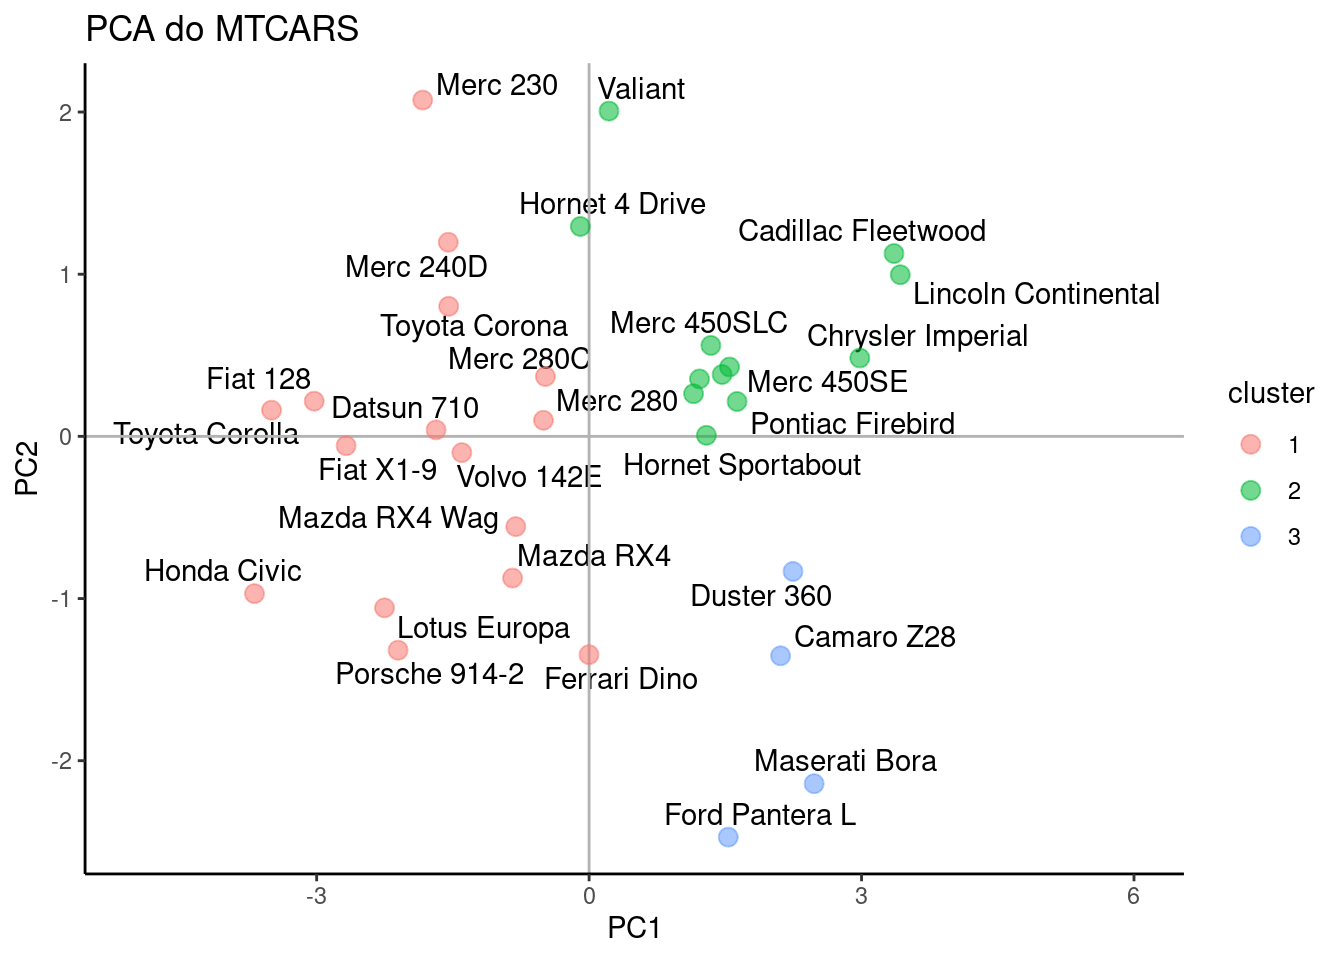 PCA do MTCARS
Merc 230
Valiant
2
Hornet 4 Drive
Cadillac Fleetwood
Merc 240D
1
Lincoln Continental
Toyota Corona
Merc 450SLC
Chrysler Imperial
Merc 280C
Fiat 128
Merc 450SE
Datsun 710
Merc 280
Pontiac Firebird
Toyota Corolla
0
Fiat X1-9
Volvo 142E
Hornet Sportabout
Mazda RX4 Wag
Mazda RX4
Honda Civic
Duster 360
-1
Lotus Europa
Camaro Z28
Porsche 914-2
Ferrari Dino
-2
Maserati Bora
Ford Pantera L
-3
0
3
6
PC1
PC2
cluster
1
2
3